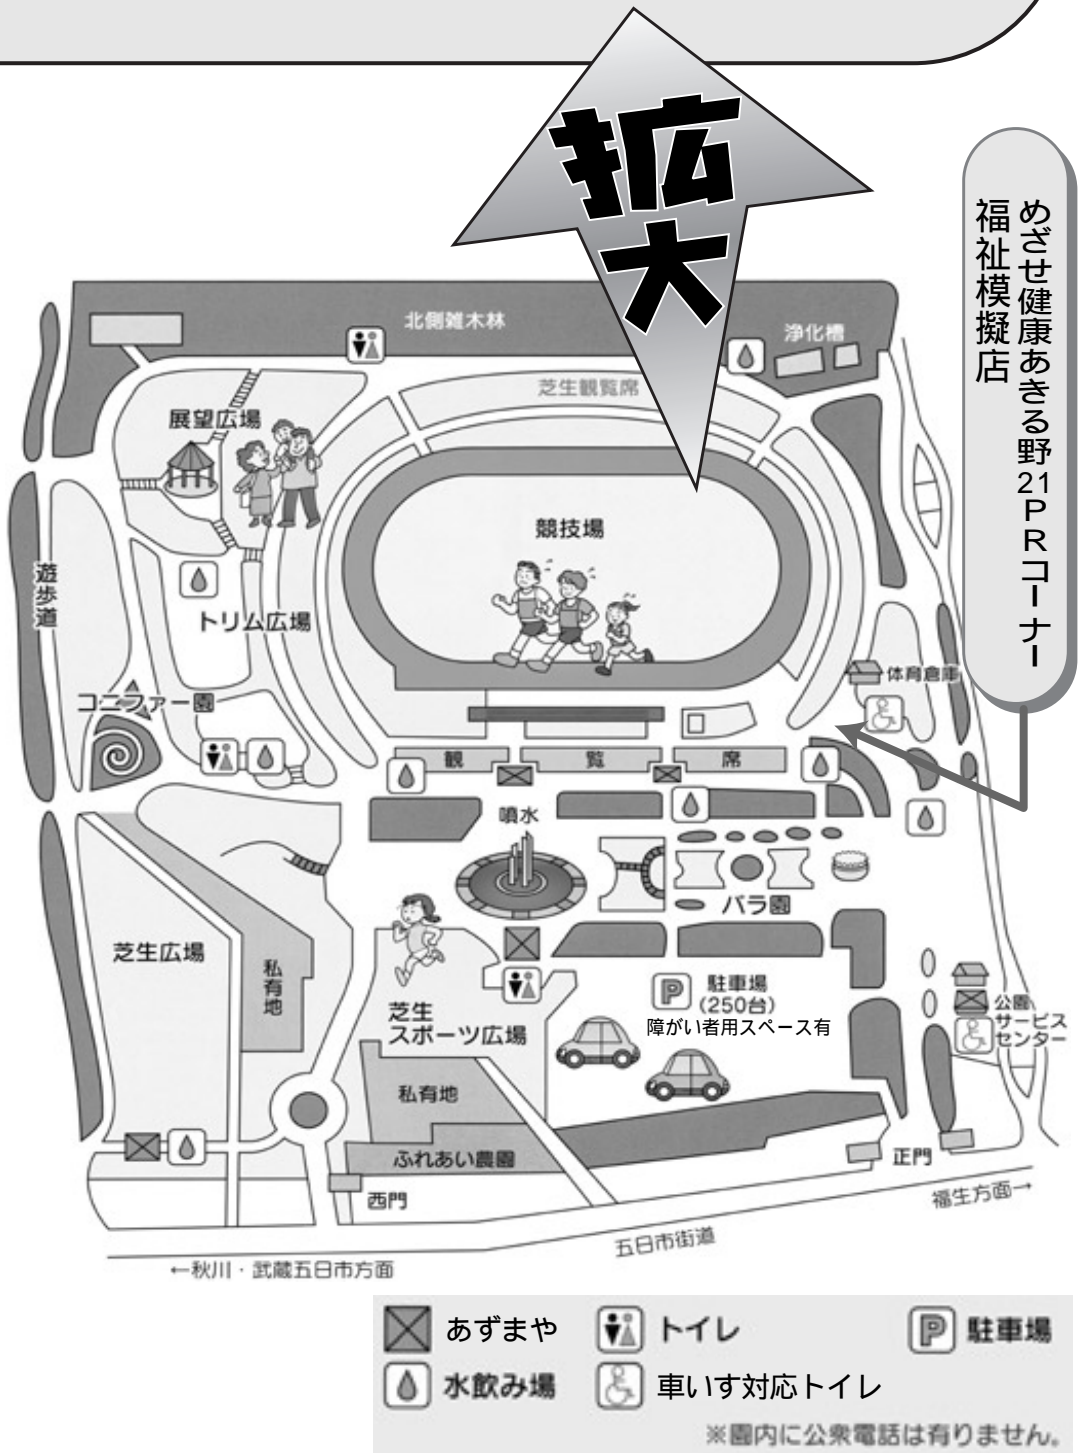 拡大
めざせ健康あきる野21PRコーナー
福祉模擬店
北側雑木林
浄化槽
芝生観覧席
展望広場
競技場
遊歩道
トリム広場
体育倉庫
コニファー園
観覧席
噴水
バラ園
芝生広場
私有地
芝生
スポーツ広場
P
駐車場
(250台)
障がい者用スペース有
公園
サービス
センター
私有地
ふれあい農園
正門
西門
福生方面→
五日市街道
←秋川・武蔵五日市方面
あずまや
トイレ
P 駐車場
水飲み場
車いす対応トイレ
※園内に公衆電話は有りません。